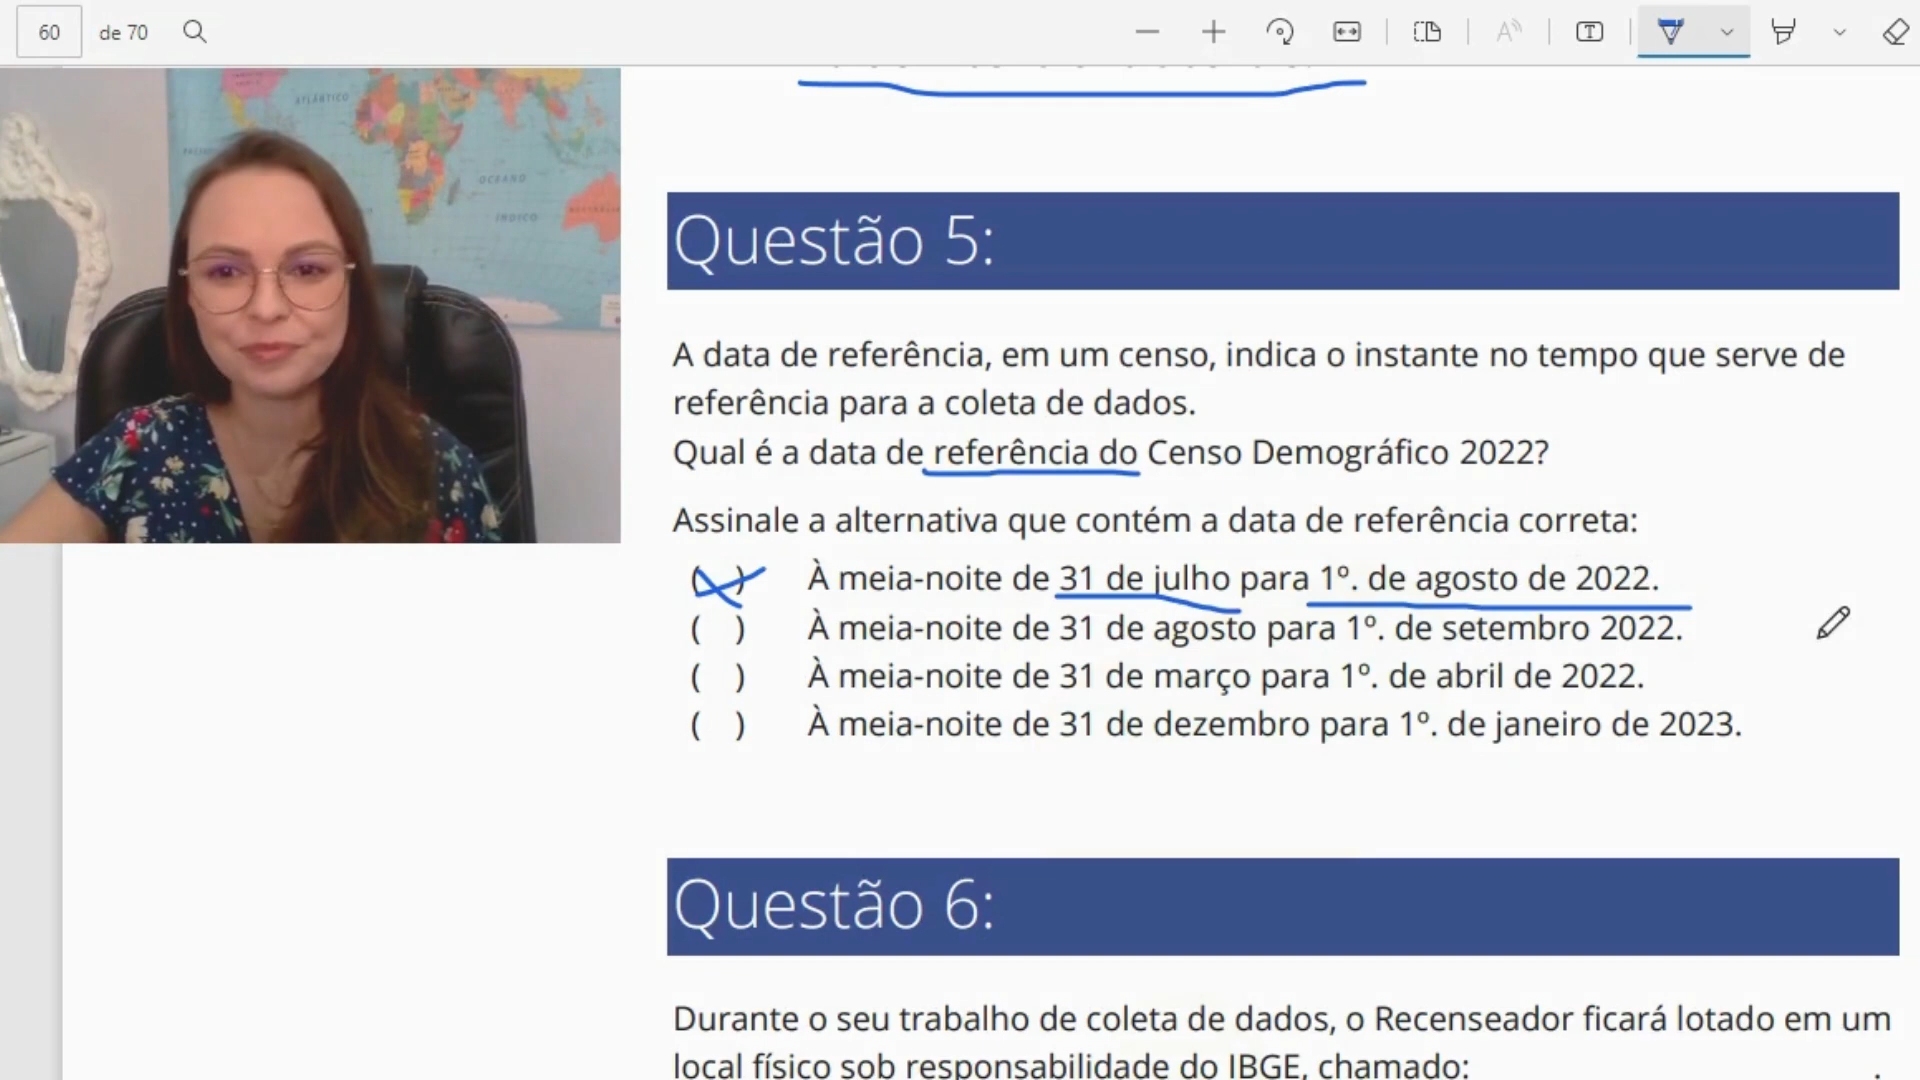 60 de 70
ATLÁTICO
OCEANO
ÍNDICO
Questão 5:
A data de referência, em um censo, indica o instante no tempo que serve de
referência para a coleta de dados.
Qual é a data de referência do Censo Demográfico 2022?
Assinale a alternativa que contém a data de referência correta:
( ) À meia-noite de 31 de julho para 1º. de agosto de 2022.
( ) À meia-noite de 31 de agosto para 1º. de setembro 2022.
( ) À meia-noite de 31 de março para 1º. de abril de 2022.
( ) À meia-noite de 31 de dezembro para 1º. de janeiro de 2023.
Questão 6:
Durante o seu trabalho de coleta de dados, o Recenseador ficará lotado em um
local físico sob responsabilidade do IBGE, chamado: